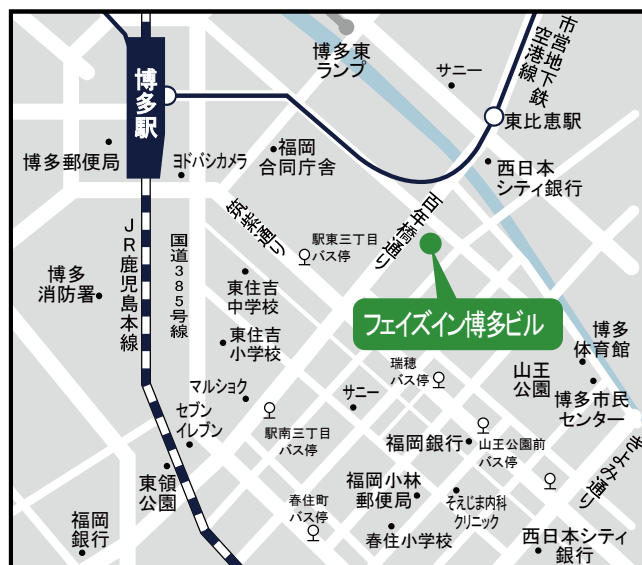 博多東
ランプ
市営地下鉄
空港線
サニー
博多駅
東比恵駅
博多郵便局
ヨドバシカメラ
福岡
合同庁舎
西日本
シティ銀行
百年橋通り
筑紫通り
駅東三丁目
バス停
JR鹿児島本線
国道385号線
博多
消防署
東住吉
中学校
フェイズイン博多ビル
東住吉
小学校
博多
体育館
瑞穂
バス停
山王
公園
マルショク
サニー
博多市民
センター
セブン
イレブン
駅南三丁目
バス停
福岡銀行
山王公園前
バス停
きよみ通り
東領
公園
福岡小林
郵便局
そえじま内科
クリニック
春住町
バス停
春住小学校
福岡
銀行
西日本シティ
銀行